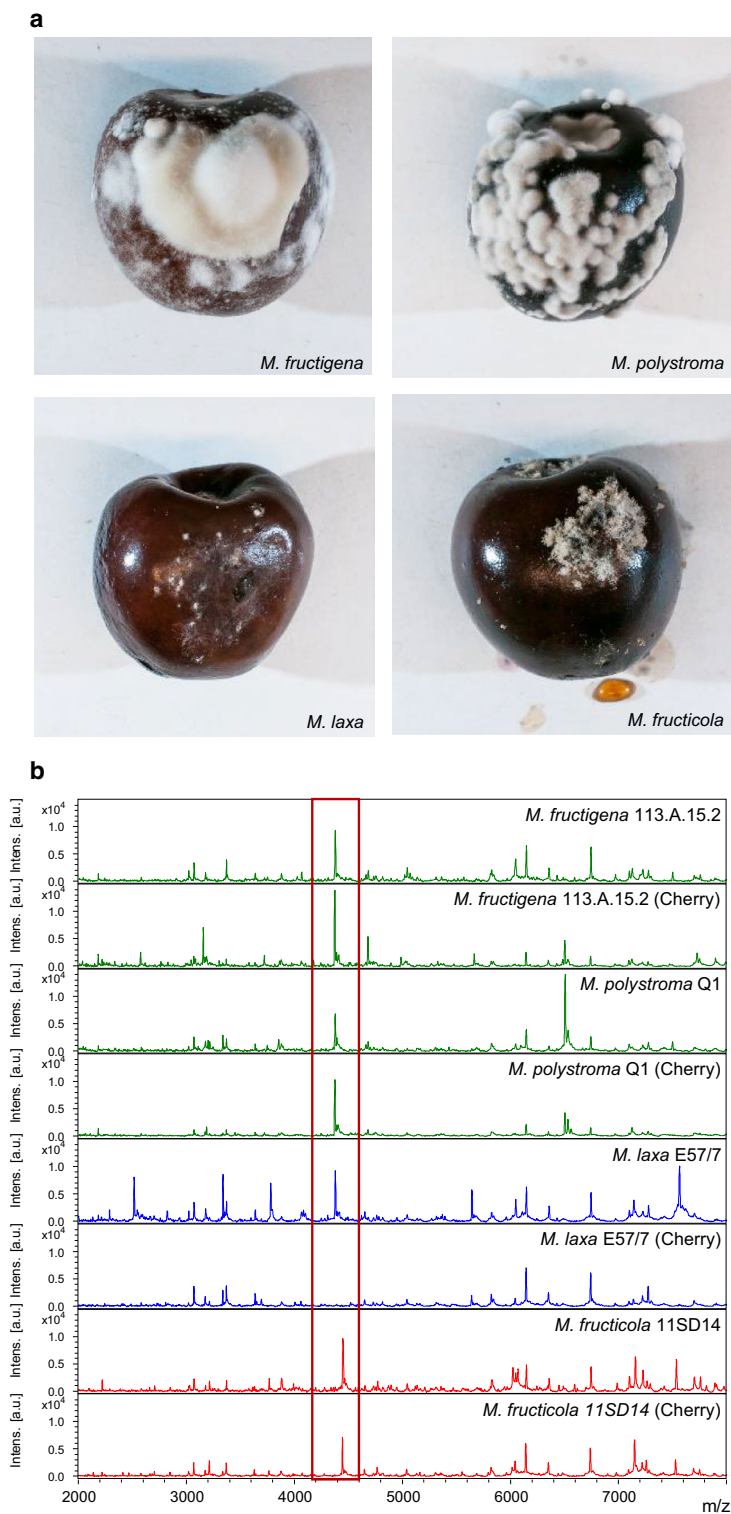 a
M. fructigena
M. polystroma
M. laxa
M. fructicola
b
Intens. [a.u.]
x10⁴
1.0
0.5
0.0
M. fructigena 113.A.15.2
Intens. [a.u.]
x10⁴
1.0
0.5
0.0
M. fructigena 113.A.15.2 (Cherry)
Intens. [a.u.]
x10⁴
1.0
0.5
0.0
M. polystroma Q1
Intens. [a.u.]
x10⁴
1.0
0.5
0.0
M. polystroma Q1 (Cherry)
Intens. [a.u.]
x10⁴
1.0
0.5
0.0
M. laxa E57/7
Intens. [a.u.]
x10⁴
1.0
0.5
0.0
M. laxa E57/7 (Cherry)
Intens. [a.u.]
x10⁴
1.0
0.5
0.0
M. fructicola 11SD14
Intens. [a.u.]
x10⁴
1.0
0.5
0.0
M. fructicola 11SD14 (Cherry)
2000 3000 4000 5000 6000 7000 m/z